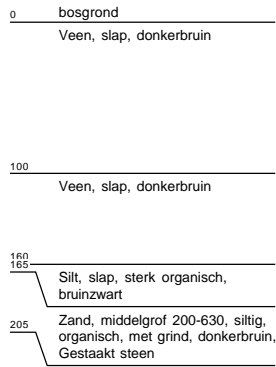 0 bosgrond
Veen, slap, donkerbruin
100
Veen, slap, donkerbruin
160
165
Silt, slap, sterk organisch,
bruinzwart
205
Zand, middelgrof 200-630, siltig,
organisch, met grind, donkerbruin,
Gestaakt steen